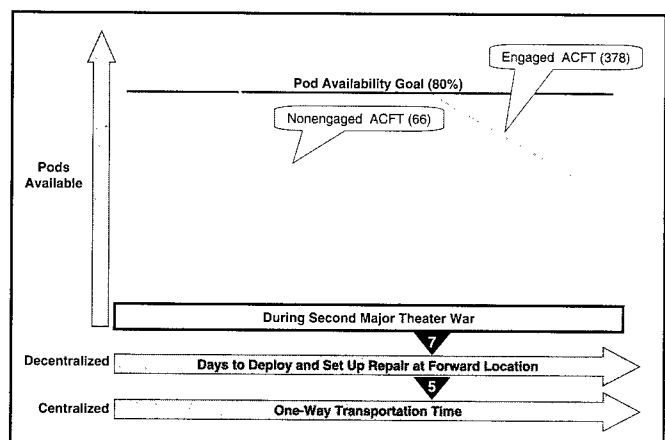 Engaged ACFT (378)
Pod Availability Goal (80%)
Nonengaged ACFT (66)
Pods
Available
During Second Major Theater War
7
Decentralized
Days to Deploy and Set Up Repair at Forward Location
5
Centralized
One-Way Transportation Time